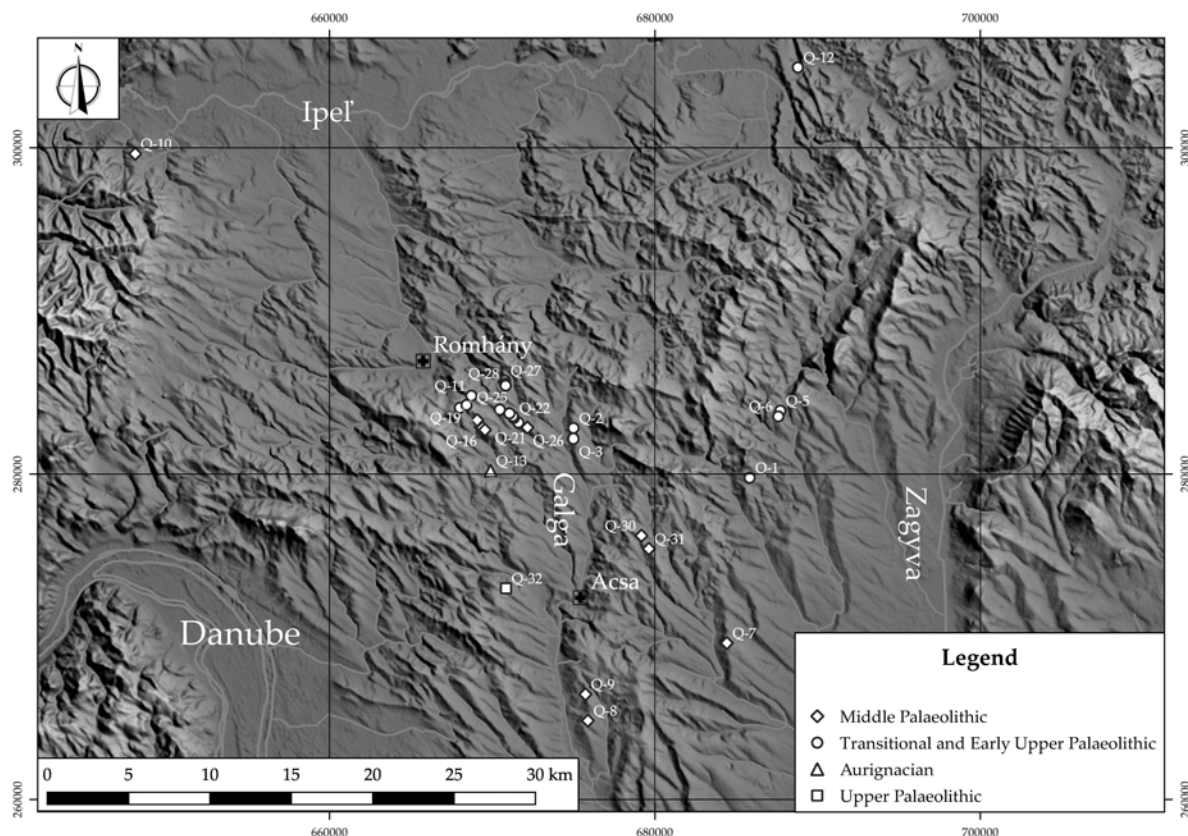 660000
680000
700000
N
Q-12
Ipeľ
300000
Q-10
300000
Romhány
Q-27
Q-28
Q-11
Q-25
Q-22
Q-5
Q-6
Q-2
Q-19
Q-16
Q-21
Q-26
Q-3
280000
Q-13
280000
Galga
Zagyva
Q-30
Q-31
Q-32
Acsa
Danube
Q-7
Q-9
Q-8
Legend
Middle Palaeolithic
Transitional and Early Upper Palaeolithic
Aurignacian
Upper Palaeolithic
0 5 10 15 20 25 30 km
260000
260000
660000
680000
700000